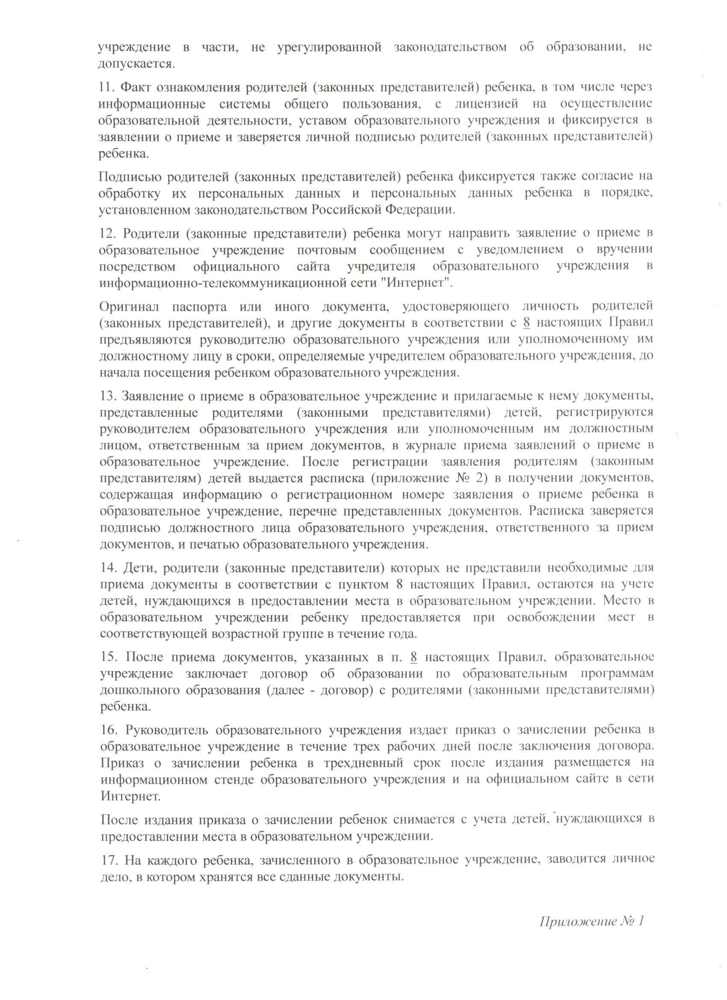 учреждение в части, не урегулированной законодательством об образовании, не
допускается.
11. Факт ознакомления родителей (законных представителей) ребенка, в том числе через
информационные системы общего пользования, с лицензией на осуществление
образовательной деятельности, уставом образовательного учреждения и фиксируется в
заявлении о приеме и заверяется личной подписью родителей (законных представителей)
ребенка.
Подписью родителей (законных представителей) ребенка фиксируется также согласие на
обработку их персональных данных и персональных данных ребенка в порядке,
установленном законодательством Российской Федерации.
12. Родители (законные представители) ребенка могут направить заявление о приеме в
образовательное учреждение почтовым сообщением с уведомлением о вручении
посредством официального сайта учредителя образовательного учреждения в
информационно-телекоммуникационной сети "Интернет".
Оригинал паспорта или иного документа, удостоверяющего личность родителей
(законных представителей), и другие документы в соответствии с 8 настоящих Правил
предъявляются руководителю образовательного учреждения или уполномоченному им
должностному лицу в сроки, определяемые учредителем образовательного учреждения, до
начала посещения ребенком образовательного учреждения.
13. Заявление о приеме в образовательное учреждение и прилагаемые к нему документы,
представленные родителями (законными представителями) детей, регистрируются
руководителем образовательного учреждения или уполномоченным им должностным
лицом, ответственным за прием документов, в журнале приема заявлений о приеме в
образовательное учреждение. После регистрации заявления родителям (законным
представителям) детей выдается расписка (приложение № 2) в получении документов,
содержащая информацию о регистрационном номере заявления о приеме ребенка в
образовательное учреждение, перечне представленных документов. Расписка заверяется
подписью должностного лица образовательного учреждения, ответственного за прием
документов, и печатью образовательного учреждения.
14. Дети, родители (законные представители) которых не представили необходимые для
приема документы в соответствии с пунктом 8 настоящих Правил, остаются на учете
детей, нуждающихся в предоставлении места в образовательном учреждении. Место в
образовательном учреждении ребенку предоставляется при освобождении мест в
соответствующей возрастной группе в течение года.
15. После приема документов, указанных в п. 8 настоящих Правил, образовательное
учреждение заключает договор об образовании по образовательным программам
дошкольного образования (далее - договор) с родителями (законными представителями)
ребенка.
16. Руководитель образовательного учреждения издает приказ о зачислении ребенка в
образовательное учреждение в течение трех рабочих дней после заключения договора.
Приказ о зачислении ребенка в трехдневный срок после издания размещается на
информационном стенде образовательного учреждения и на официальном сайте в сети
Интернет.
После издания приказа о зачислении ребенок снимается с учета детей, нуждающихся в
предоставлении места в образовательном учреждении.
17. На каждого ребенка, зачисленного в образовательное учреждение, заводится личное
дело, в котором хранятся все сданные документы.
Приложение № 1